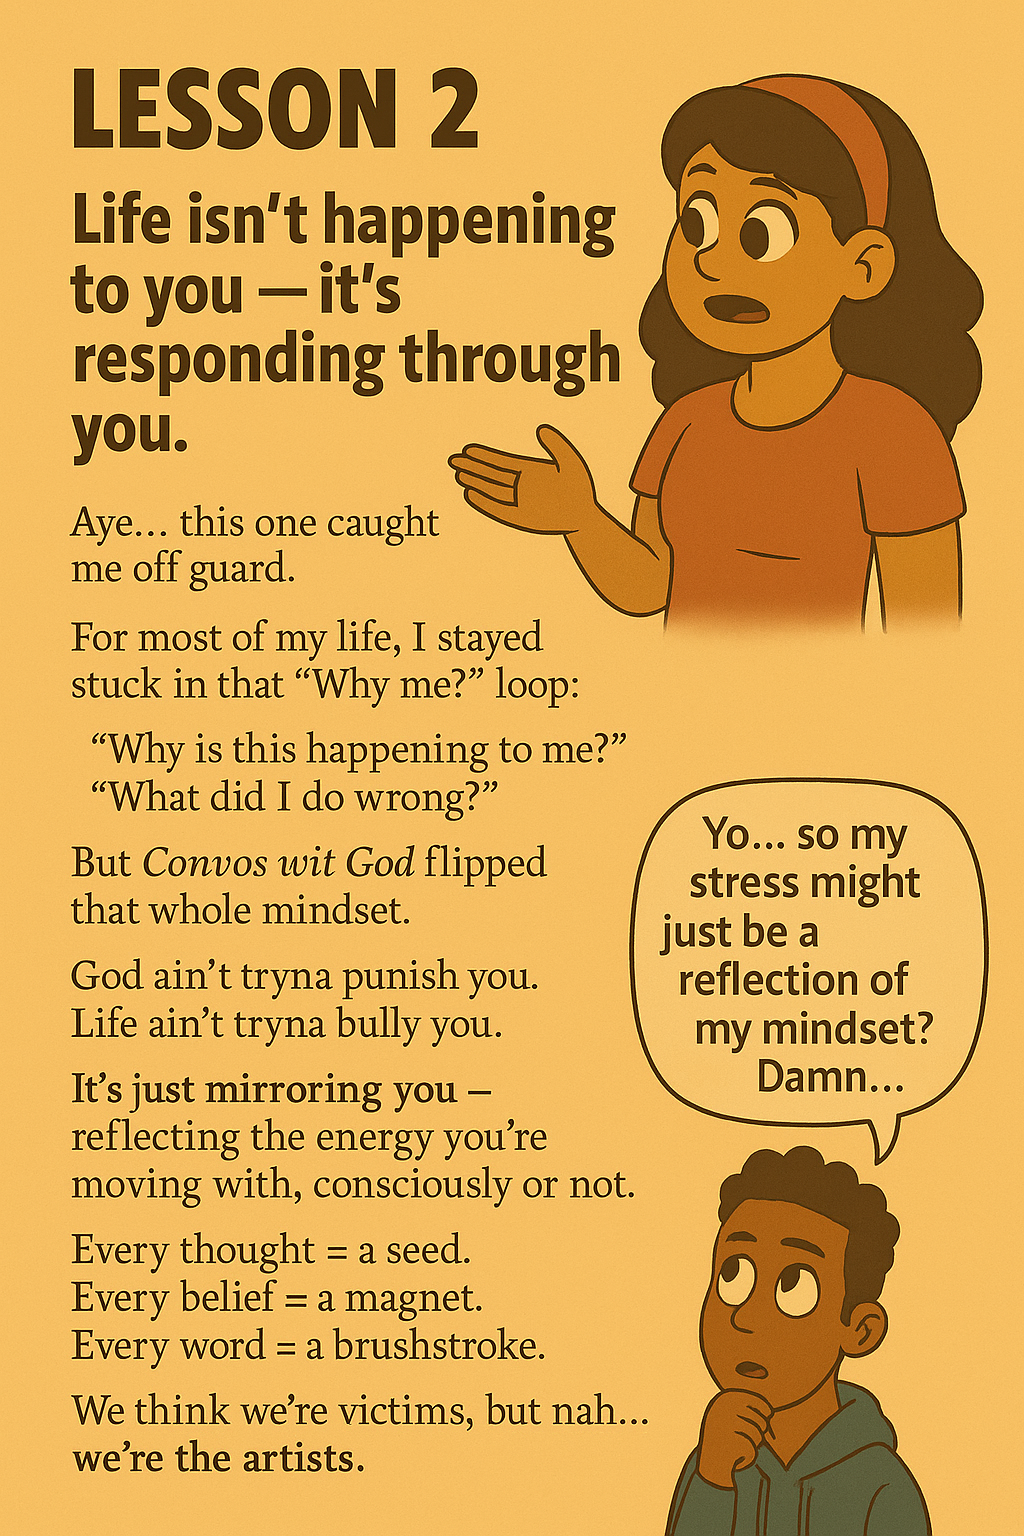 LESSON 2
Life isn't happening
to you — it's
responding through
you.
Aye... this one caught
me off guard.
For most of my life, I stayed
stuck in that “Why me?” loop:
“Why is this happening to me?”
“What did I do wrong?”
But Convos wit God flipped
that whole mindset.
God ain’t tryna punish you.
Life ain’t tryna bully you.
It’s just mirroring you –
reflecting the energy you’re
moving with, consciously or not.
Every thought = a seed.
Every belief = a magnet.
Every word = a brushstroke.
We think we’re victims, but nah...
we’re the artists.
Yo... so my
stress might
just be a
reflection of
my mindset?
Damn...